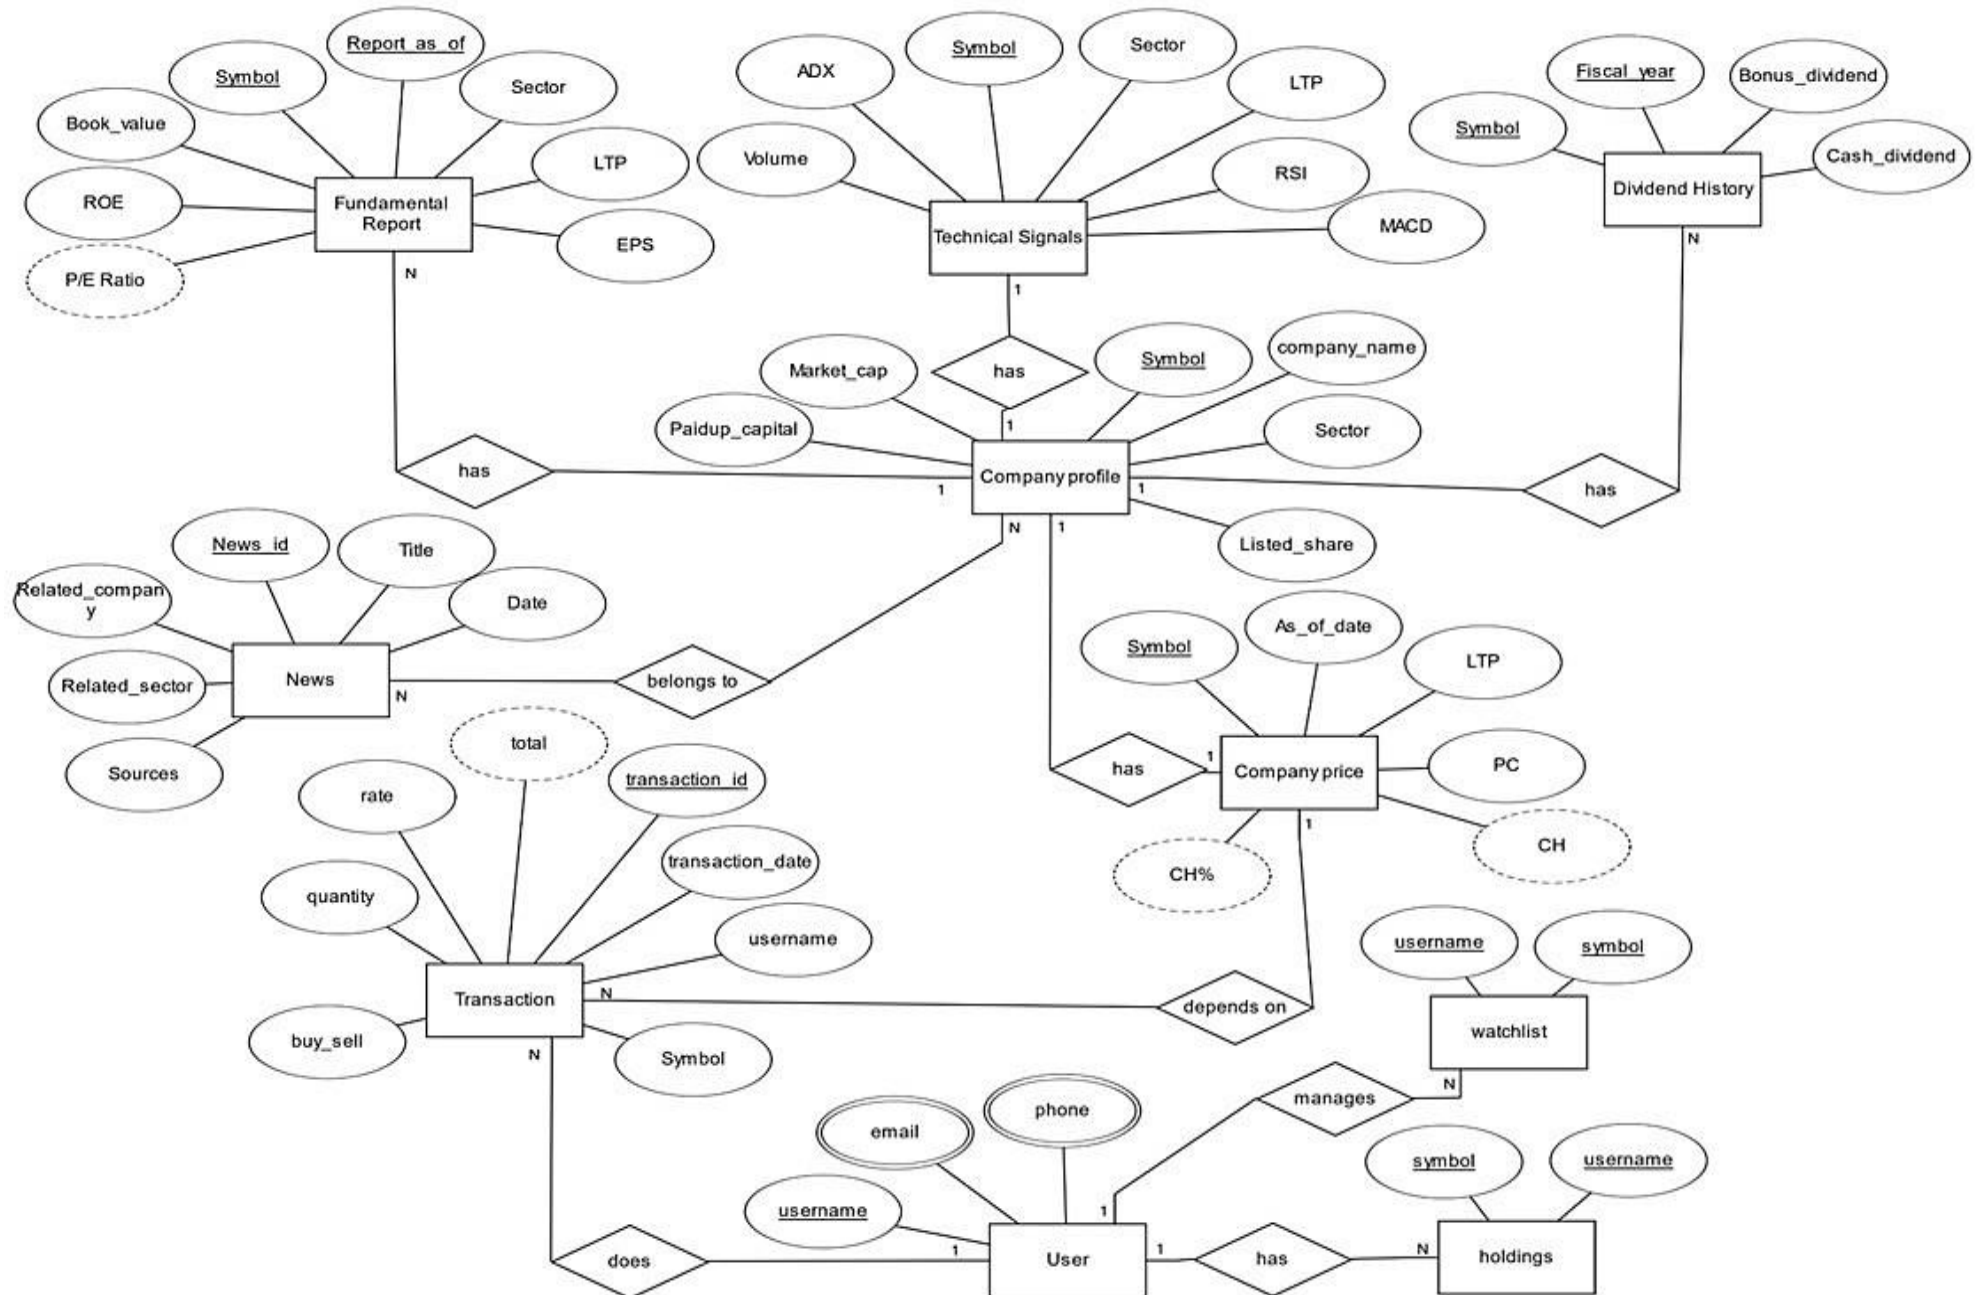 Report_as_of
Symbol
Sector
Book_value
LTP
ROE
Fundamental
Report
EPS
P/E Ratio
N
ADX
Symbol
Sector
LTP
Volume
RSI
MACD
Technical Signals
1
Fiscal_year
Bonus_dividend
Symbol
Cash_dividend
Dividend History
N
has
1
Market_cap
Symbol
company_name
Paidup_capital
Sector
Company profile
Listed_share
has
1
1
has
N
1
News_id
Title
Related_compan
y
Date
News
Related_sector
Sources
N
belongs to
Symbol
As_of_date
LTP
has
1
Company price
PC
CH
CH%
1
total
rate
transaction_id
transaction_date
quantity
username
Transaction
N
buy_sell
Symbol
N
depends on
username
symbol
watchlist
N
manages
email
phone
username
1
does
1
User
1
has
N
symbol
username
holdings